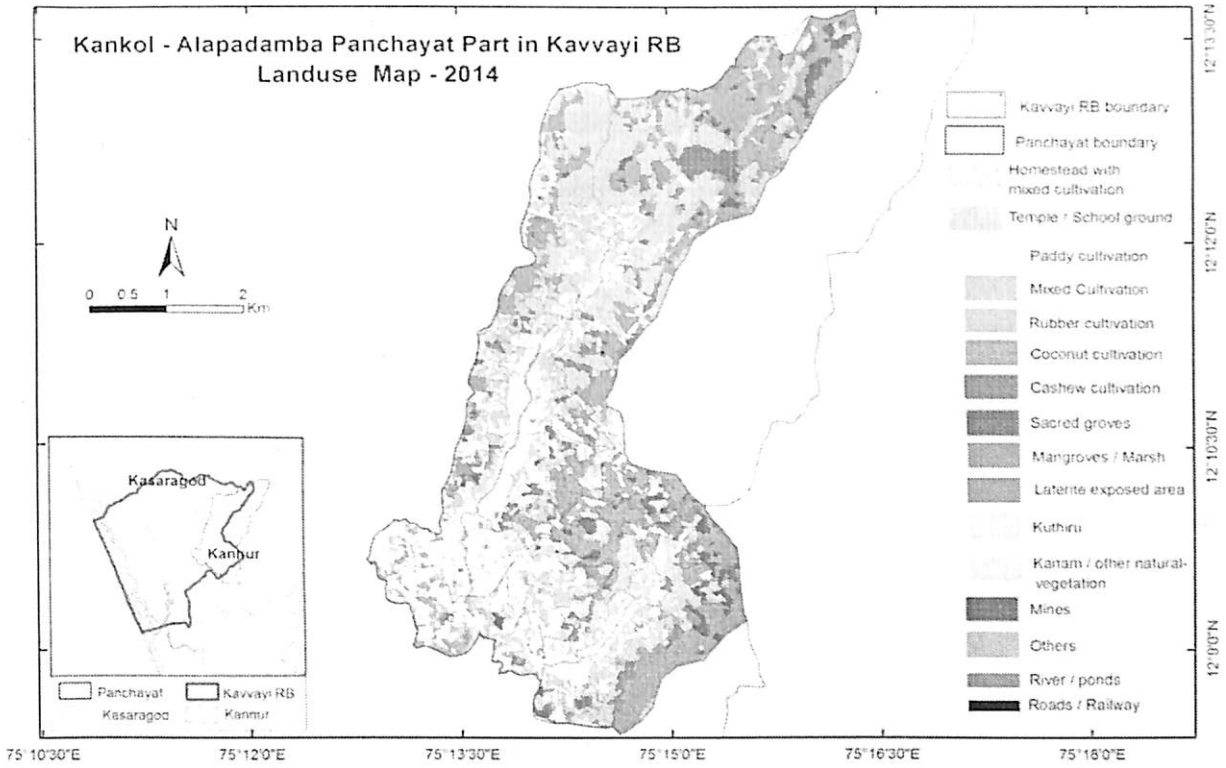 Kankol - Alapadamba Panchayat Part in Kavvayi RB
Landuse Map - 2014
N
0 0.5 1 2
Km
Kavvayi RB boundary
Panchayat boundary
Homestead with
mixed cultivation
Temple / School ground
Paddy cultivation
Mixed Cultivation
Rubber cultivation
Coconut cultivation
Cashew cultivation
Sacred groves
Mangroves / Marsh
Laterite exposed area
Kuthiru
Kanam / other natural-
vegetation
Mines
Others
River / ponds
Roads / Railway
Kasaragod
Kannur
Panchayat Kavvayi RB
Kasaragod Kannur
12°13'30"N
12°12'0"N
12°10'30"N
12°9'0"N
75°10'30"E 75°12'0"E 75°13'30"E 75°15'0"E 75°16'30"E 75°18'0"E